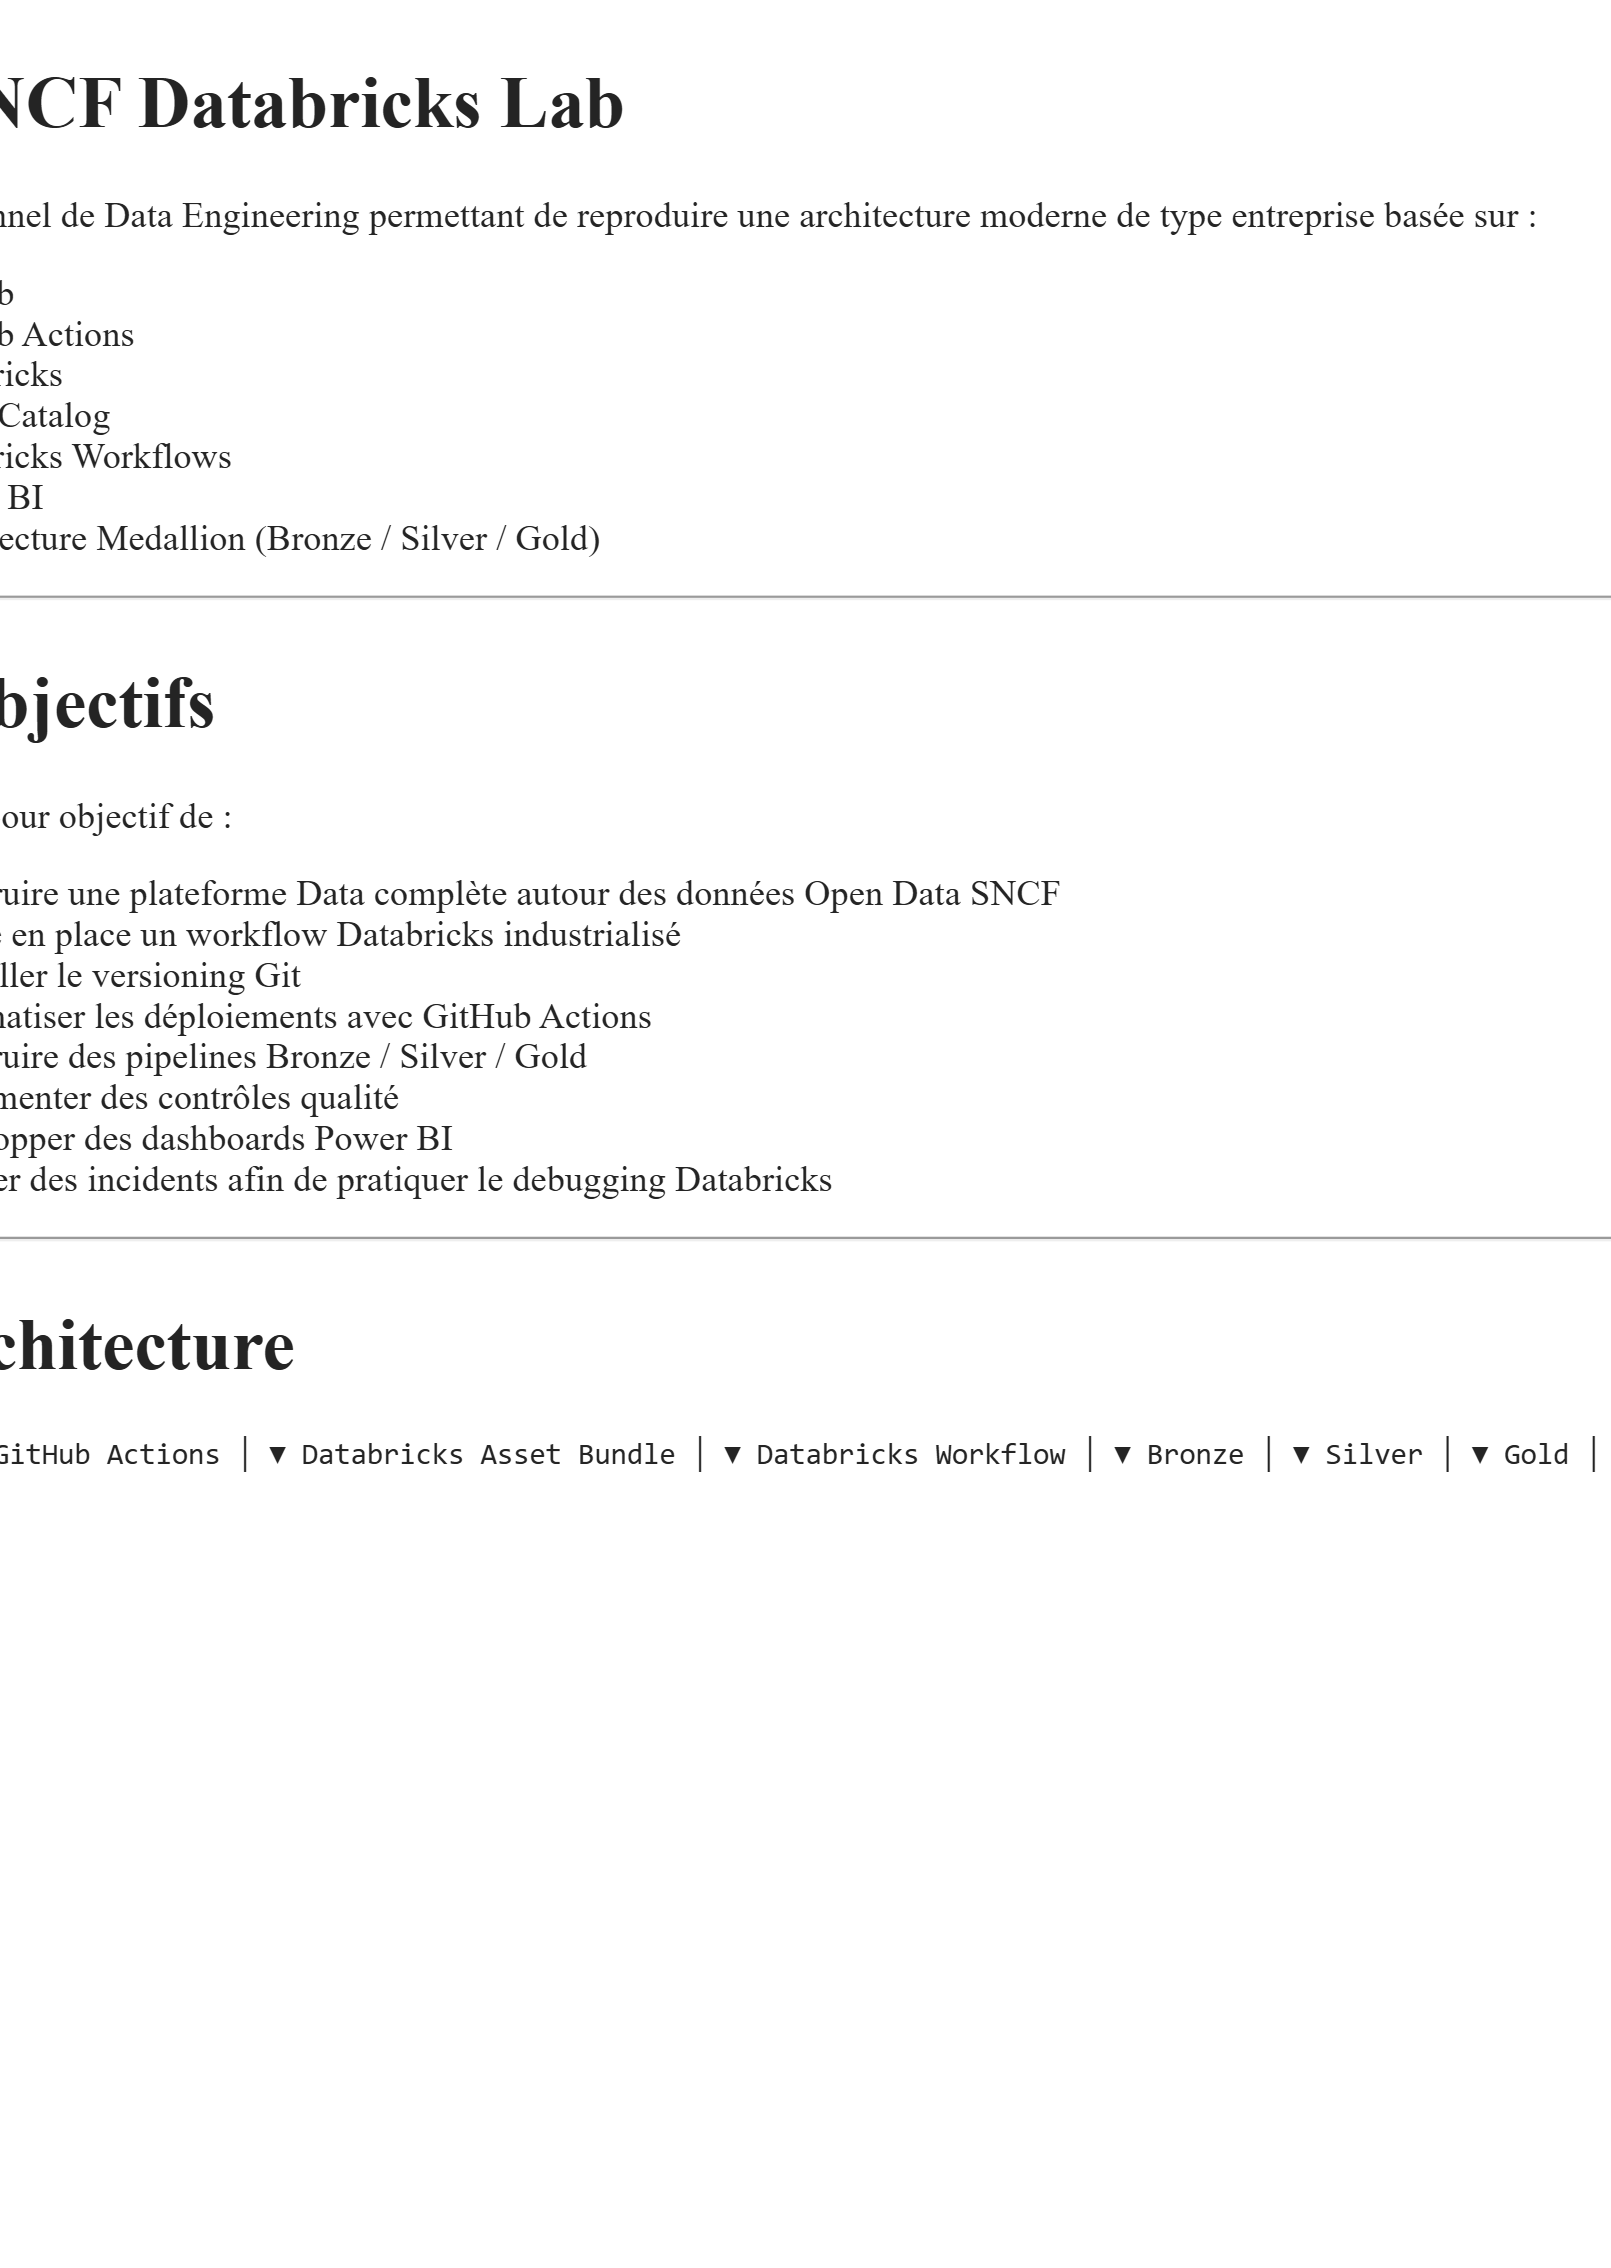 NCF Databricks Lab
nnel de Data Engineering permettant de reproduire une architecture moderne de type entreprise basée sur :
b
b Actions
ricks
Catalog
ricks Workflows
BI
ecture Medallion (Bronze / Silver / Gold)
bjectifs
our objectif de :
ruire une plateforme Data complète autour des données Open Data SNCF
e en place un workflow Databricks industrialisé
ller le versioning Git
natiser les déploiements avec GitHub Actions
ruire des pipelines Bronze / Silver / Gold
menter des contrôles qualité
opper des dashboards Power BI
er des incidents afin de pratiquer le debugging Databricks
chitecture
GitHub Actions │ ▼ Databricks Asset Bundle │ ▼ Databricks Workflow │ ▼ Bronze │ ▼ Silver │ ▼ Gold │